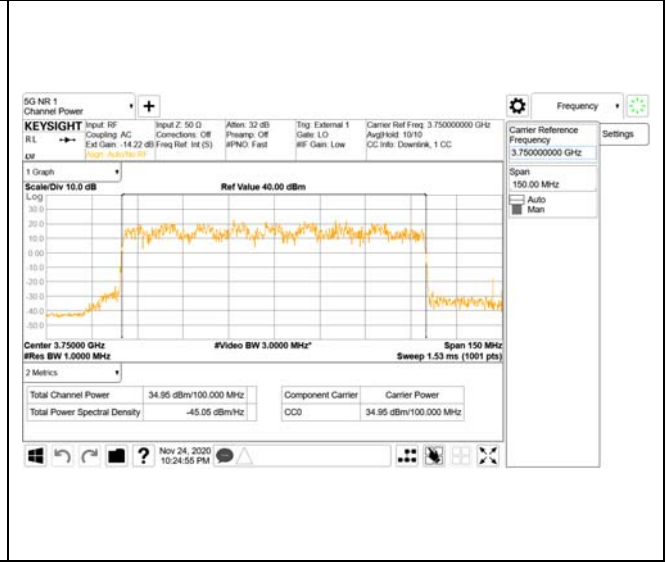 5G NR 1
Channel Power
Frequency
KEYSIGHT
Input: RF
Input Z: 50 Ω
Atten: 32 dB
Trig: External 1
Carrier Ref Freq: 3.750000000 GHz
RL
Coupling: AC
Corrections: Off
Preamp: Off
Gate: LO
Avg|Hold: 10/10
Ext Gain: -14.22 dB
Freq Ref: Int (S)
#PNO: Fast
#IF Gain: Low
CC Info: Downlink, 1 CC
Align: Auto/No RF
Carrier Reference
Frequency
3.750000000 GHz
Settings
Span
150.00 MHz
Auto
Man
1 Graph
Scale/Div 10.0 dB
Ref Value 40.00 dBm
Log
30.0
20.0
10.0
0.00
-10.0
-20.0
-30.0
-40.0
-50.0
Center 3.75000 GHz
#Video BW 3.0000 MHz*
Span 150 MHz
#Res BW 1.0000 MHz
Sweep 1.53 ms (1001 pts)
2 Metrics
Total Channel Power
34.95 dBm/100.000 MHz
Component Carrier
Carrier Power
Total Power Spectral Density
-45.05 dBm/Hz
CC0
34.95 dBm/100.000 MHz
?
Nov 24, 2020
10:24:55 PM